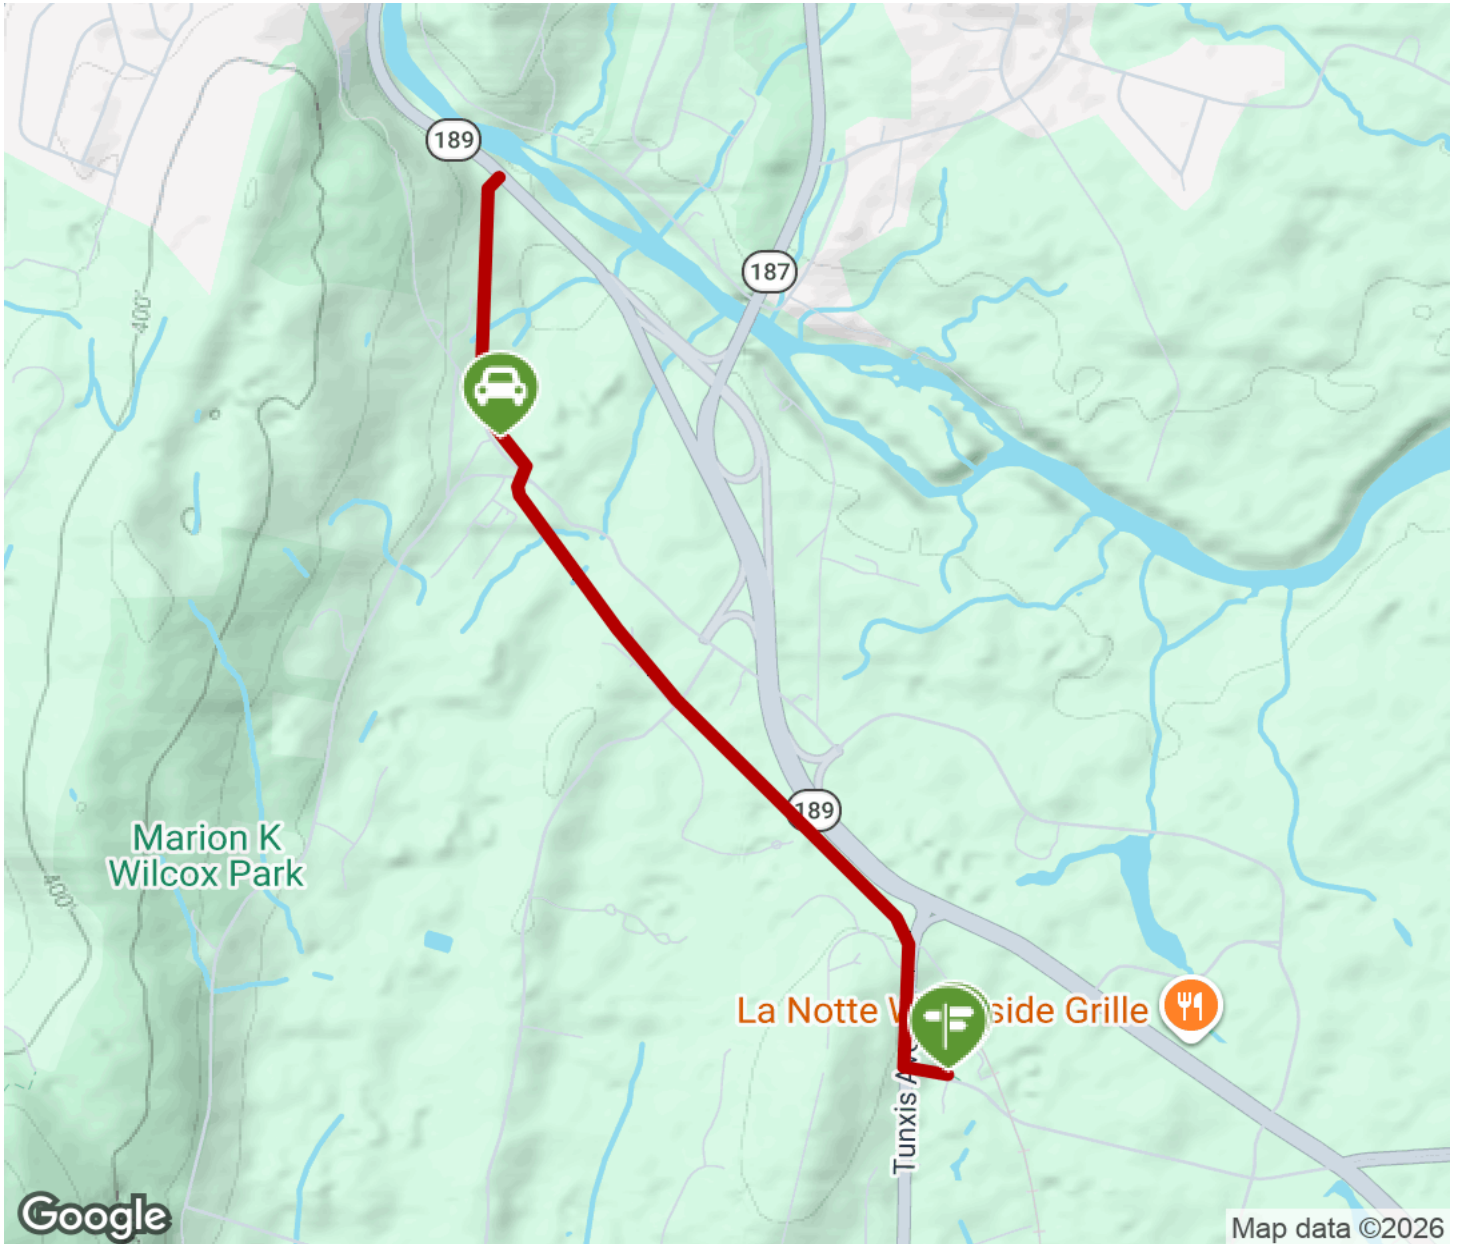 189
187
400'
189
Marion K
Wilcox Park
400'
La Notte W
side Grille
Tunxis A
Google
Map data ©2026